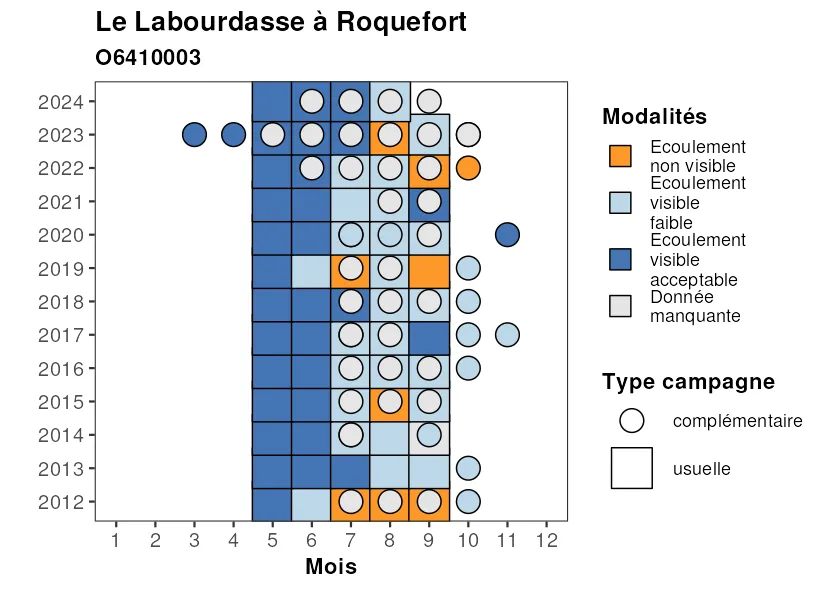 Le Labourdasse à Roquefort
O6410003
2024
2023
2022
2021
2020
2019
2018
2017
2016
2015
2014
2013
2012
1 2 3 4 5 6 7 8 9 10 11 12
Mois
Modalités
Ecoulement
non visible
Ecoulement
visible
faible
Ecoulement
visible
acceptable
Donnée
manquante
Type campagne
complémentaire
usuelle